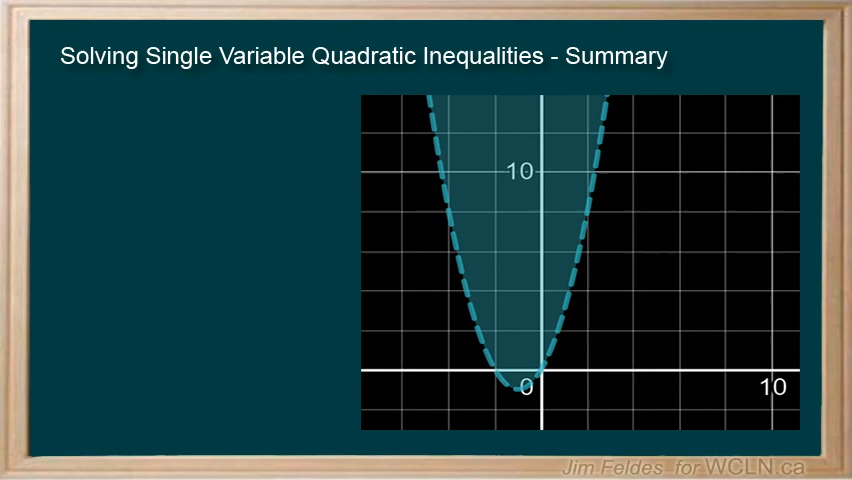 Solving Single Variable Quadratic Inequalities - Summary
10
0
10
Jim Feldes for WCLN.ca